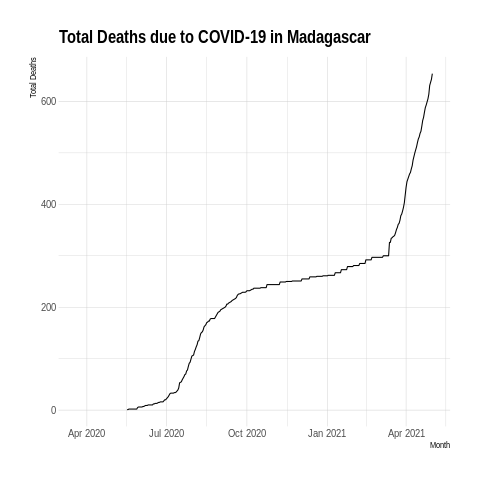 Total Deaths due to COVID-19 in Madagascar
Total Deaths
600
400
200
0
Apr 2020 Jul 2020 Oct 2020 Jan 2021 Apr 2021
Month